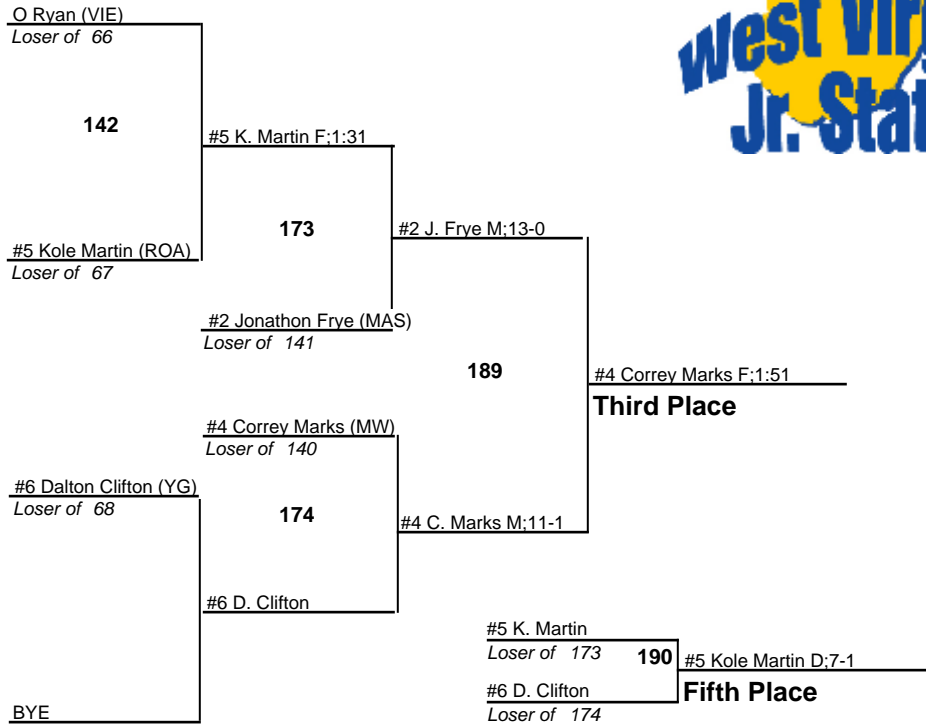 O Ryan (VIE)
Loser of 66
142
#5 K. Martin F;1:31
#5 Kole Martin (ROA)
Loser of 67
173
#2 J. Frye M;13-0
#2 Jonathon Frye (MAS)
Loser of 141
189
#4 Correy Marks F;1:51
Third Place
#4 Correy Marks (MW)
Loser of 140
#6 Dalton Clifton (YG)
Loser of 68
174
#4 C. Marks M;11-1
#6 D. Clifton
BYE
#5 K. Martin
Loser of 173
190
#5 Kole Martin D;7-1
Fifth Place
#6 D. Clifton
Loser of 174
West Vir
Jr. Stat